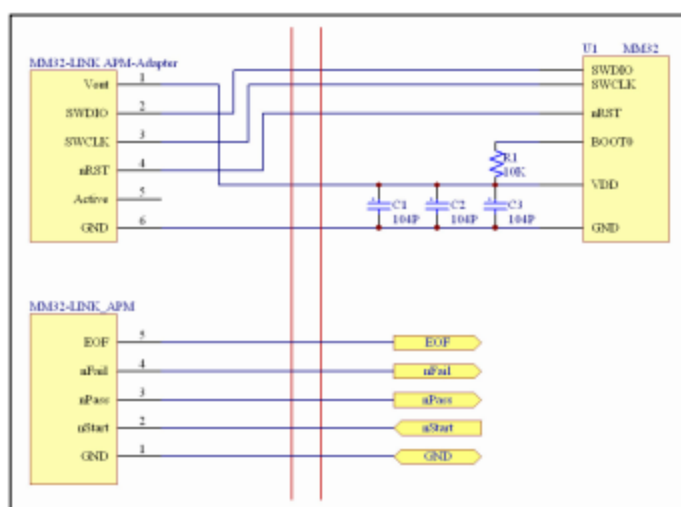 U1 MM32
MM32-LINK APM-Adapter
Vout 1
SWDIO 2
SWCLK 3
nRST 4
Active 5
GND 6
SWDIO
SWCLK
nRST
BOOT0
VDD
GND
R1
10K
C1
104P
C2
104P
C3
104P
MM32-LINK_APM
EOF 5 EOF
nFail 4 nFail
nPass 3 nPass
nStart 2 nStart
GND 1 GND